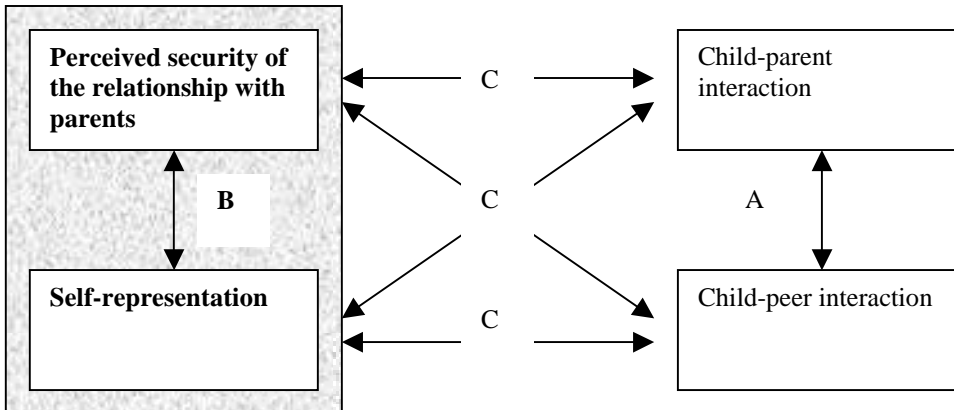 Perceived security of
the relationship with
parents
C
Child-parent
interaction
B
C
A
Self-representation
C
Child-peer interaction